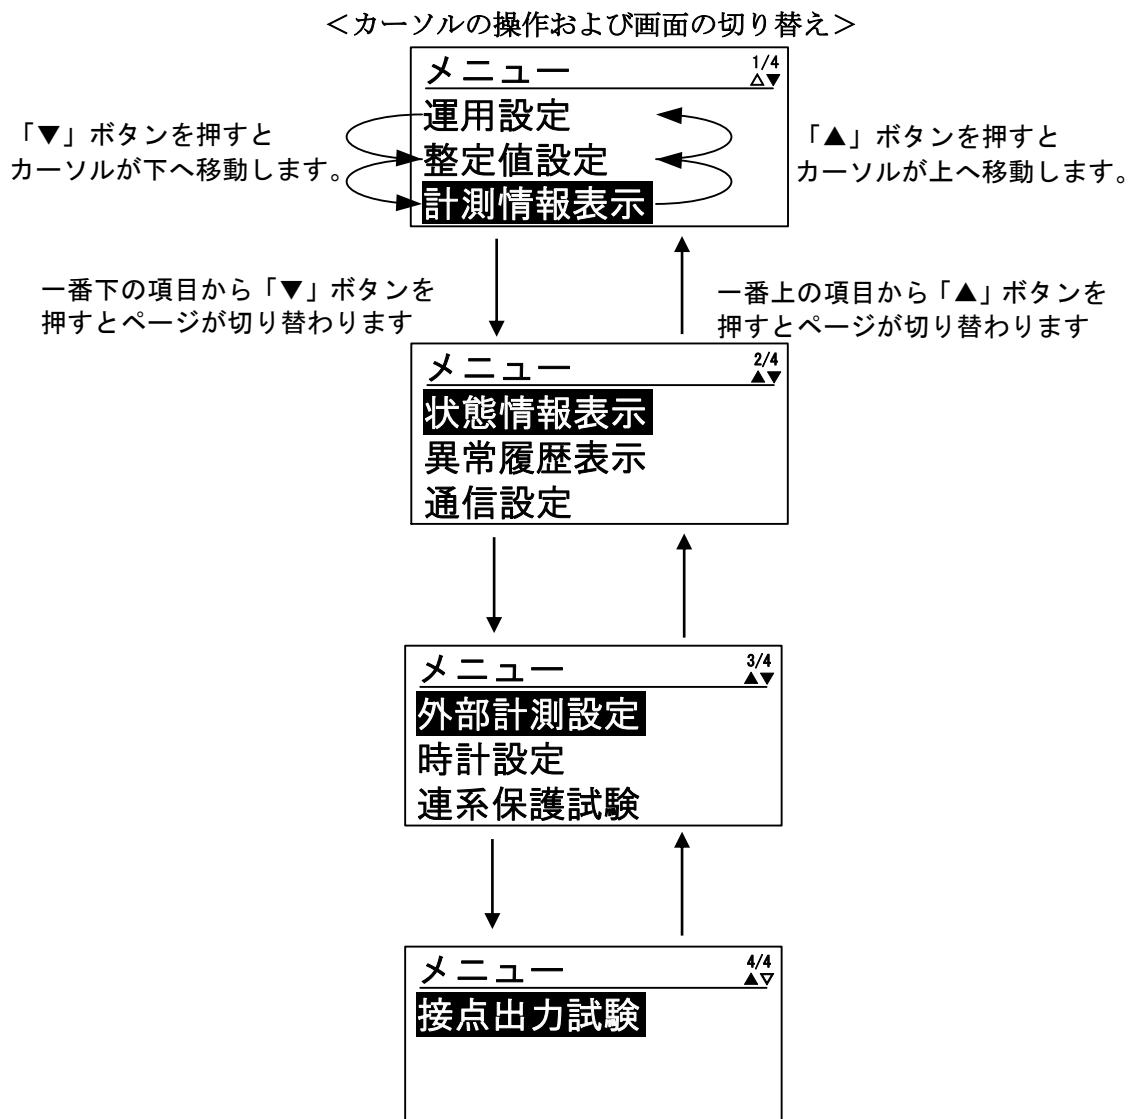 ＜カーソルの操作および画面の切り替え＞
メニュー 1/4
△▼
運用設定
整定値設定
計測情報表示
「▼」ボタンを押すと
カーソルが下へ移動します。
「▲」ボタンを押すと
カーソルが上へ移動します。
一番下の項目から「▼」ボタンを
押すとページが切り替わります
一番上の項目から「▲」ボタンを
押すとページが切り替わります
メニュー 2/4
▲▼
状態情報表示
異常履歴表示
通信設定
メニュー 3/4
▲▼
外部計測設定
時計設定
連系保護試験
メニュー 4/4
▲▽
接点出力試験